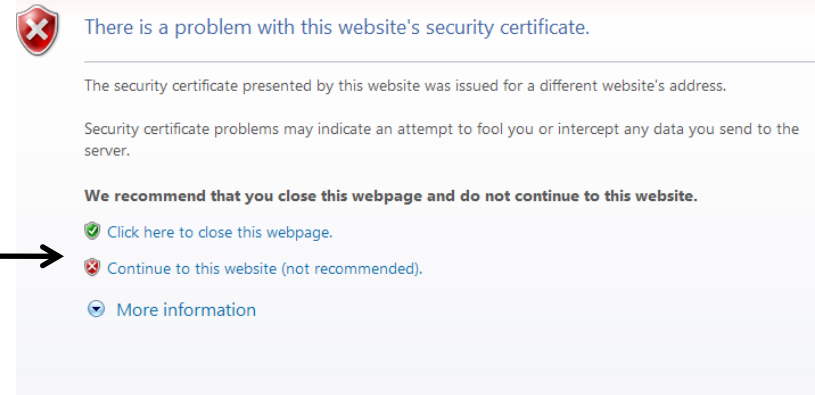 There is a problem with this website's security certificate.
The security certificate presented by this website was issued for a different website's address.
Security certificate problems may indicate an attempt to fool you or intercept any data you send to the
server.
We recommend that you close this webpage and do not continue to this website.
Click here to close this webpage.
Continue to this website (not recommended).
More information